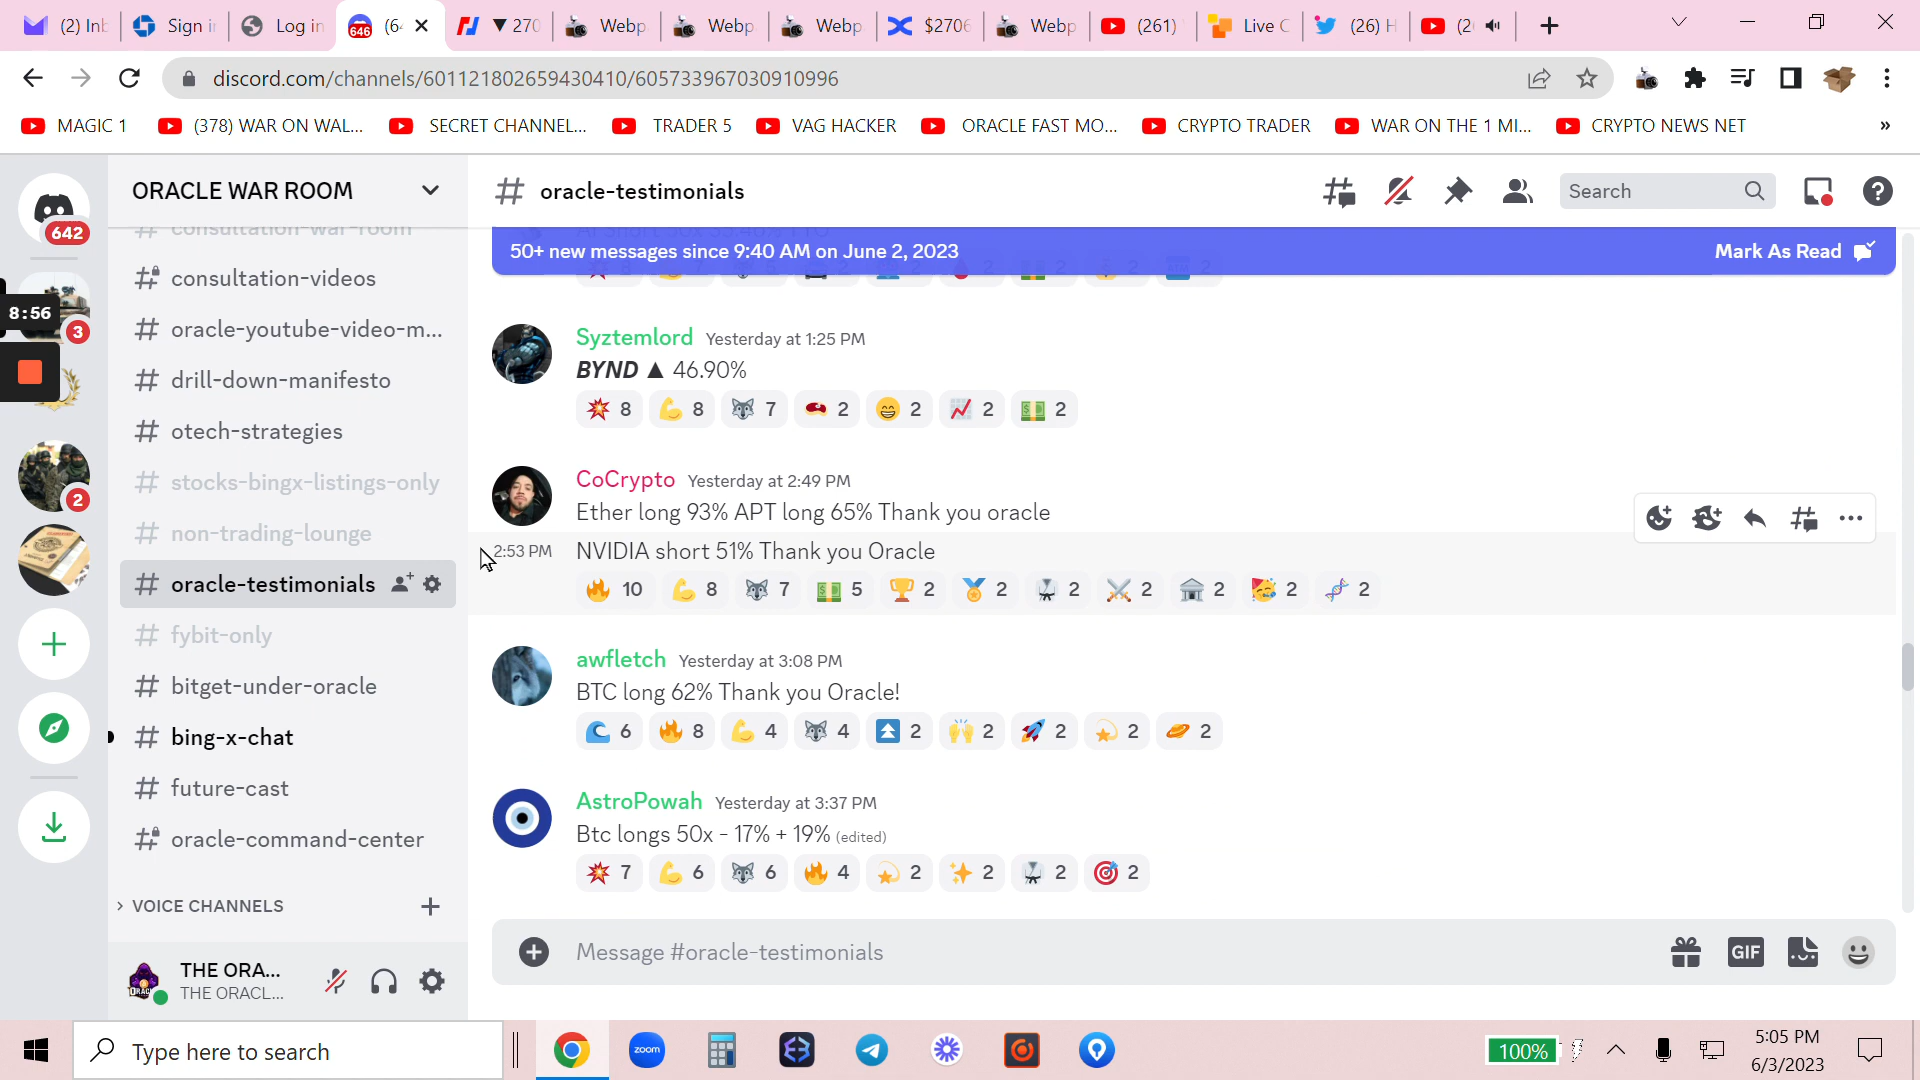 (2) Inb
Sign i
Log in
646
(6
▼ 270
Webp
Webp
Webp
$2706
Webp
(261)
Live C
(26) H
(2
discord.com/channels/601121802659430410/605733967030910996
MAGIC 1
(378) WAR ON WAL...
SECRET CHANNEL...
TRADER 5
VAG HACKER
ORACLE FAST MO...
CRYPTO TRADER
WAR ON THE 1 MI...
CRYPTO NEWS NET
»
642
8:56
3
2
ORACLE WAR ROOM
consultation-war-room
consultation-videos
oracle-youtube-video-m...
drill-down-manifesto
otech-strategies
stocks-bingx-listings-only
non-trading-lounge
oracle-testimonials
fybit-only
bitget-under-oracle
bing-x-chat
future-cast
oracle-command-center
VOICE CHANNELS
THE ORA...
THE ORACL...
# oracle-testimonials
Search
50+ new messages since 9:40 AM on June 2, 2023
Mark As Read
Syztemlord Yesterday at 1:25 PM
BYND ▲ 46.90%
8 8 7 2 2 2 2
CoCrypto Yesterday at 2:49 PM
Ether long 93% APT long 65% Thank you oracle
2:53 PM NVIDIA short 51% Thank you Oracle
10 8 7 5 2 2 2 2 2 2 2
awfletch Yesterday at 3:08 PM
BTC long 62% Thank you Oracle!
6 8 4 4 2 2 2 2 2
AstroPowah Yesterday at 3:37 PM
Btc longs 50x - 17% + 19% (edited)
7 6 6 4 2 2 2 2
Message #oracle-testimonials
GIF
Type here to search
zoom
100%
5:05 PM
6/3/2023